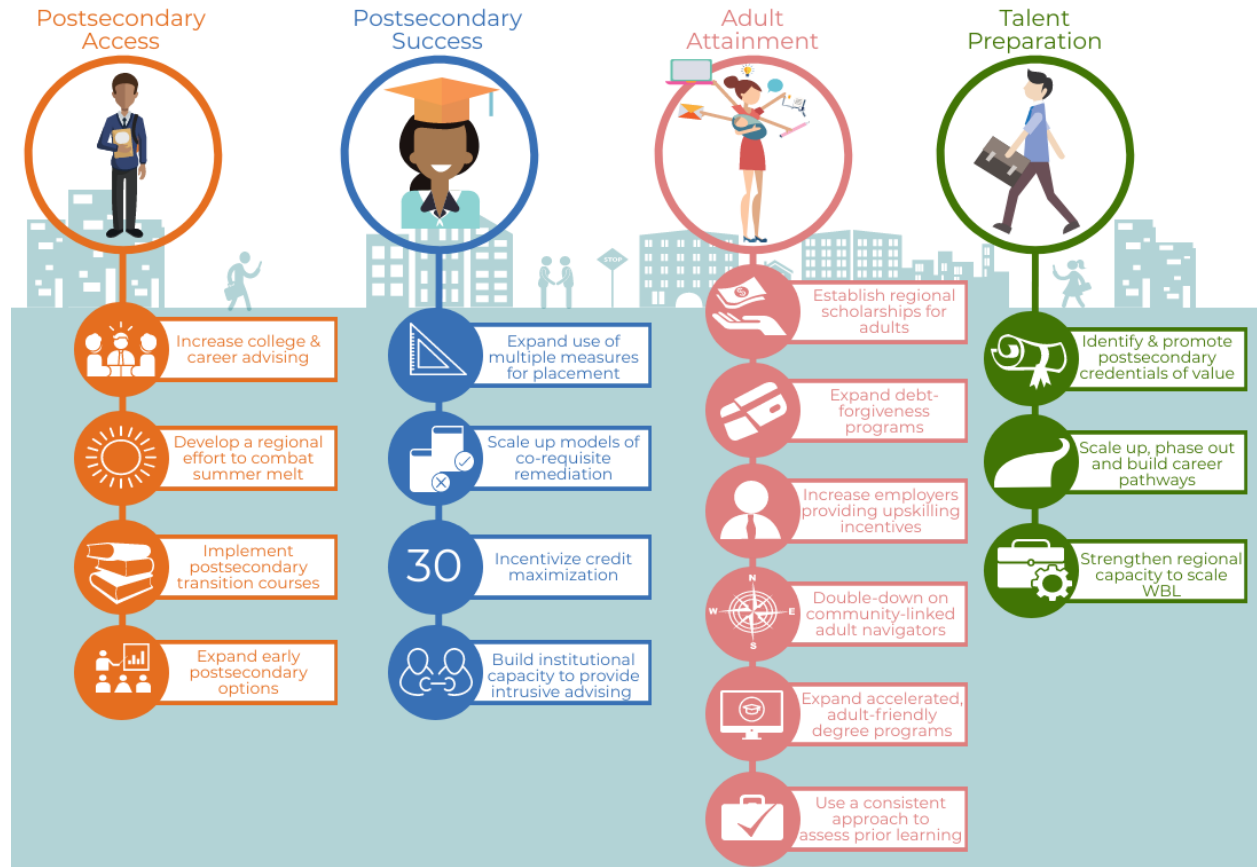 Postsecondary
Access
Increase college &
career advising
Develop a regional
effort to combat
summer melt
Implement
postsecondary
transition courses
Expand early
postsecondary
options
Postsecondary
Success
Expand use of
multiple measures
for placement
Scale up models of
co-requisite
remediation
30
Incentivize credit
maximization
Build institutional
capacity to provide
intrusive advising
STOP
Adult
Attainment
Establish regional
scholarships for
adults
Expand debt-
forgiveness
programs
Increase employers
providing upskilling
incentives
N
W
E
S
Double-down on
community-linked
adult navigators
Expand accelerated,
adult-friendly
degree programs
Use a consistent
approach to
assess prior learning
Talent
Preparation
Identify & promote
postsecondary
credentials of value
Scale up, phase out
and build career
pathways
Strengthen regional
capacity to scale
WBL